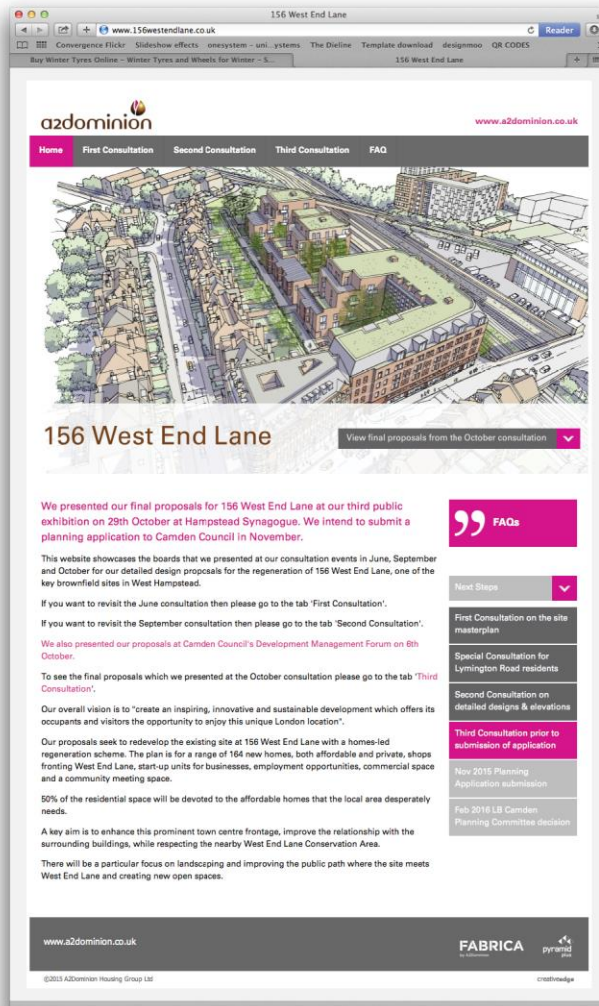 156 West End Lane
www.156westendlane.co.uk
Reader
Convergence Flickr Slideshow effects onesystem – uni...ystems The Dieline Template download designmoo QR CODES
Buy Winter Tyres Online – Winter Tyres and Wheels for Winter – S...
156 West End Lane
a2dominion
www.a2dominion.co.uk
Home First Consultation Second Consultation Third Consultation FAQ
156 West End Lane
View final proposals from the October consultation
We presented our final proposals for 156 West End Lane at our third public
exhibition on 29th October at Hampstead Synagogue. We intend to submit a
planning application to Camden Council in November.
This website showcases the boards that we presented at our consultation events in June, September
and October for our detailed design proposals for the regeneration of 156 West End Lane, one of the
key brownfield sites in West Hampstead.
If you want to revisit the June consultation then please go to the tab 'First Consultation'.
If you want to revisit the September consultation then please go to the tab 'Second Consultation'.
We also presented our proposals at Camden Council's Development Management Forum on 6th
October.
To see the final proposals which we presented at the October consultation please go to the tab 'Third
Consultation'.
Our overall vision is to "create an inspiring, innovative and sustainable development which offers its
occupants and visitors the opportunity to enjoy this unique London location".
Our proposals seek to redevelop the existing site at 156 West End Lane with a homes-led
regeneration scheme. The plan is for a range of 164 new homes, both affordable and private, shops
fronting West End Lane, start-up units for businesses, employment opportunities, commercial space
and a community meeting space.
50% of the residential space will be devoted to the affordable homes that the local area desperately
needs.
A key aim is to enhance this prominent town centre frontage, improve the relationship with the
surrounding buildings, while respecting the nearby West End Lane Conservation Area.
There will be a particular focus on landscaping and improving the public path where the site meets
West End Lane and creating new open spaces.
FAQs
Next Steps
First Consultation on the site
masterplan
Special Consultation for
Lymington Road residents
Second Consultation on
detailed designs & elevations
Third Consultation prior to
submission of application
Nov 2015 Planning
Application submission
Feb 2016 LB Camden
Planning Committee decision
www.a2dominion.co.uk
FABRICA
by A2Dominion
pyramid
plus
©2015 A2Dominion Housing Group Ltd
creativeedge